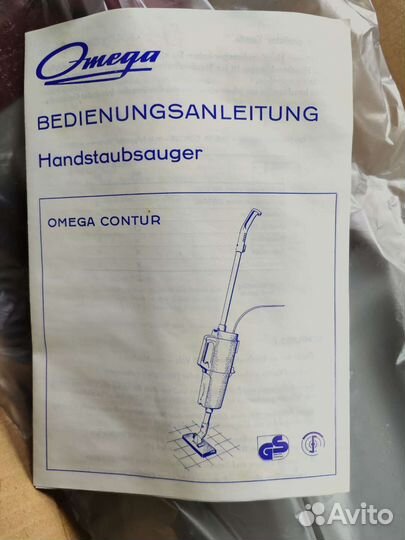 Omega
BEDIENUNGSANLEITUNG
Handstaubsauger
OMEGA CONTUR
GS
Avito